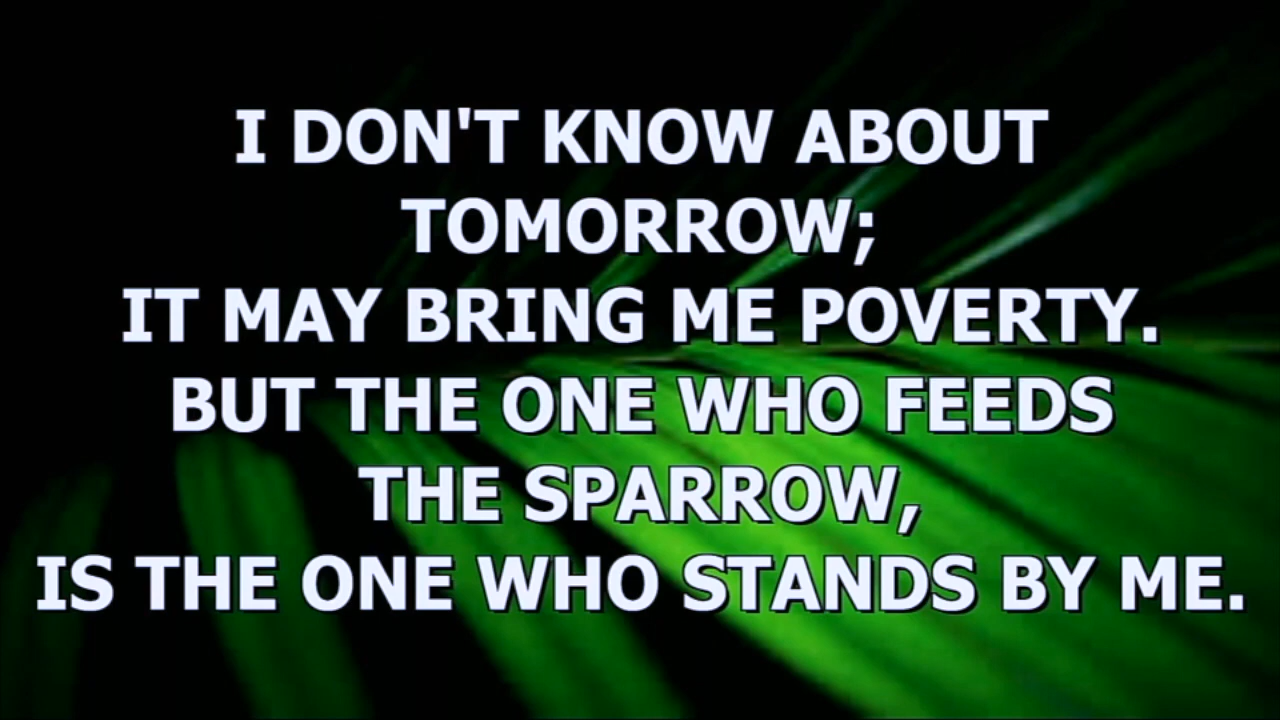 I DON'T KNOW ABOUT
TOMORROW;
IT MAY BRING ME POVERTY.
BUT THE ONE WHO FEEDS
THE SPARROW,
IS THE ONE WHO STANDS BY ME.